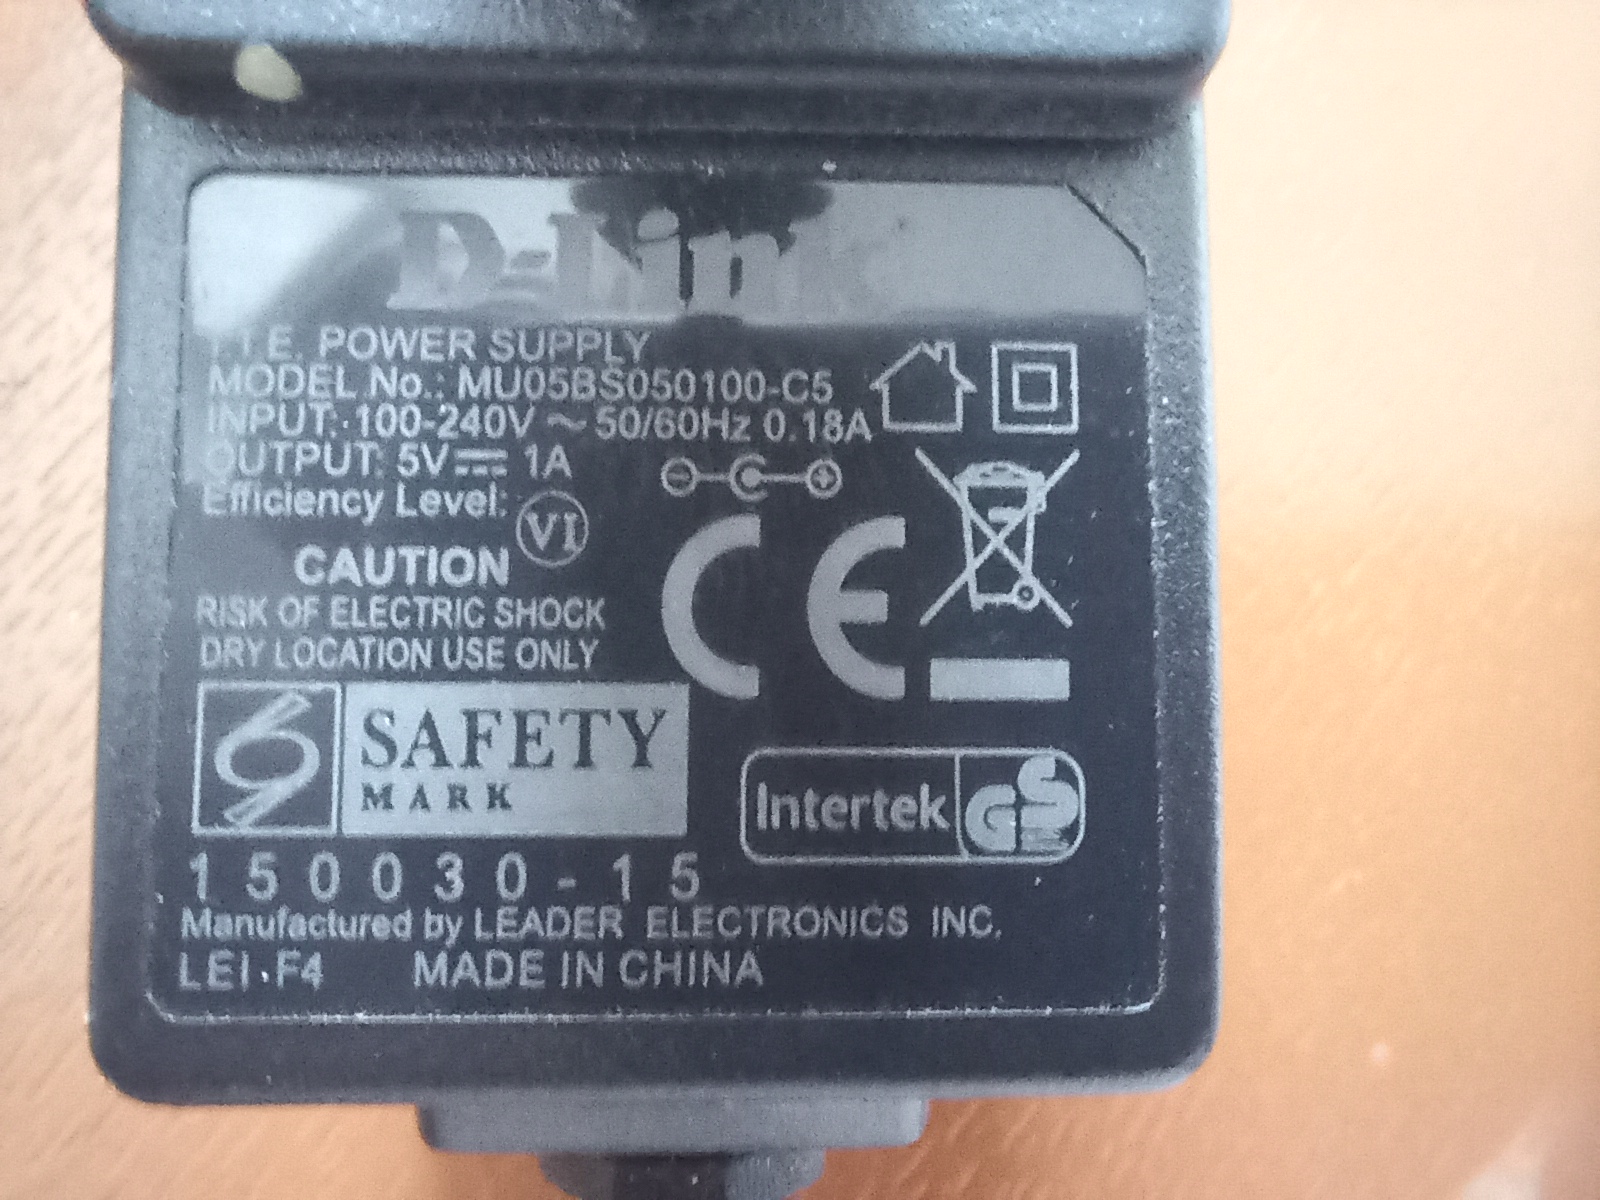 D-Link
I.T.E. POWER SUPPLY
MODEL No.: MU05BS050100-C5
INPUT: 100-240V ~ 50/60Hz 0.18A
OUTPUT: 5V⎓ 1A
Efficiency Level: VI
CAUTION
RISK OF ELECTRIC SHOCK
DRY LOCATION USE ONLY
CE
SAFETY
MARK
Intertek GS
150030-15
Manufactured by LEADER ELECTRONICS INC.
LEI-F4 MADE IN CHINA